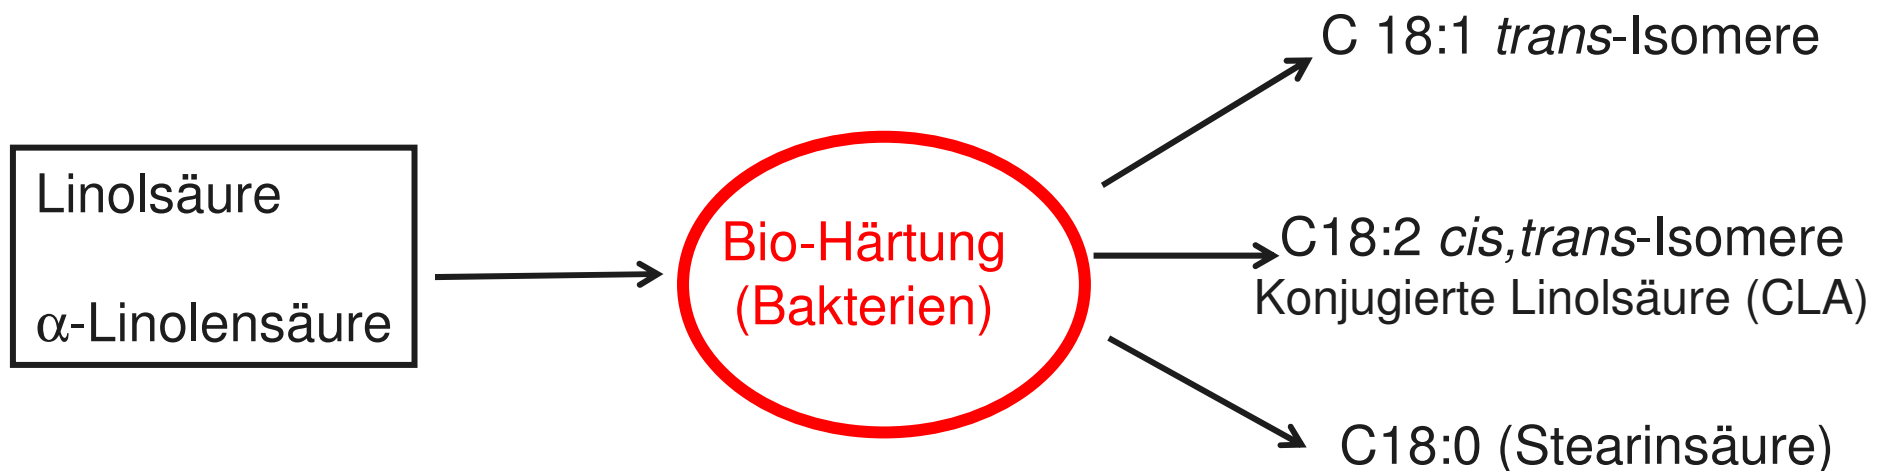 Linolsäure
α-Linolensäure
Bio-Härtung
(Bakterien)
C 18:1 trans-Isomere
C18:2 cis,trans-Isomere
Konjugierte Linolsäure (CLA)
C18:0 (Stearinsäure)